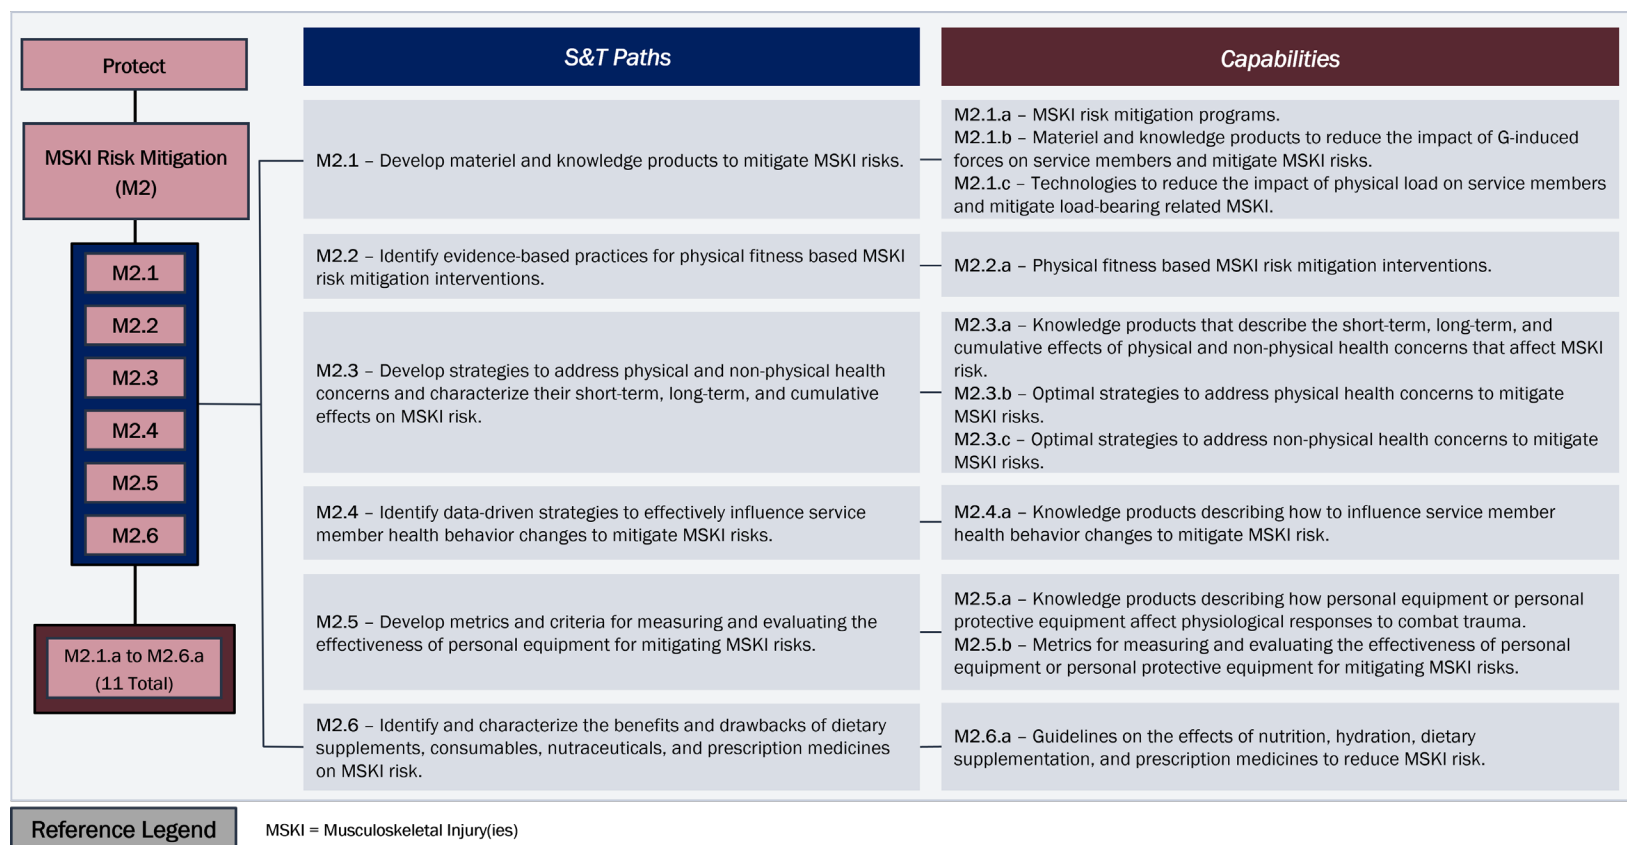 Protect
MSKI Risk Mitigation
(M2)
M2.1
M2.2
M2.3
M2.4
M2.5
M2.6
M2.1.a to M2.6.a
(11 Total)
S&T Paths
Capabilities
M2.1 – Develop materiel and knowledge products to mitigate MSKI risks.
M2.1.a – MSKI risk mitigation programs.
M2.1.b – Materiel and knowledge products to reduce the impact of G-induced
forces on service members and mitigate MSKI risks.
M2.1.c – Technologies to reduce the impact of physical load on service members
and mitigate load-bearing related MSKI.
M2.2 – Identify evidence-based practices for physical fitness based MSKI
risk mitigation interventions.
M2.2.a – Physical fitness based MSKI risk mitigation interventions.
M2.3 – Develop strategies to address physical and non-physical health
concerns and characterize their short-term, long-term, and cumulative
effects on MSKI risk.
M2.3.a – Knowledge products that describe the short-term, long-term, and
cumulative effects of physical and non-physical health concerns that affect MSKI
risk.
M2.3.b – Optimal strategies to address physical health concerns to mitigate
MSKI risks.
M2.3.c – Optimal strategies to address non-physical health concerns to mitigate
MSKI risks.
M2.4 – Identify data-driven strategies to effectively influence service
member health behavior changes to mitigate MSKI risks.
M2.4.a – Knowledge products describing how to influence service member
health behavior changes to mitigate MSKI risk.
M2.5 – Develop metrics and criteria for measuring and evaluating the
effectiveness of personal equipment for mitigating MSKI risks.
M2.5.a – Knowledge products describing how personal equipment or personal
protective equipment affect physiological responses to combat trauma.
M2.5.b – Metrics for measuring and evaluating the effectiveness of personal
equipment or personal protective equipment for mitigating MSKI risks.
M2.6 – Identify and characterize the benefits and drawbacks of dietary
supplements, consumables, nutraceuticals, and prescription medicines
on MSKI risk.
M2.6.a – Guidelines on the effects of nutrition, hydration, dietary
supplementation, and prescription medicines to reduce MSKI risk.
Reference Legend
MSKI = Musculoskeletal Injury(ies)